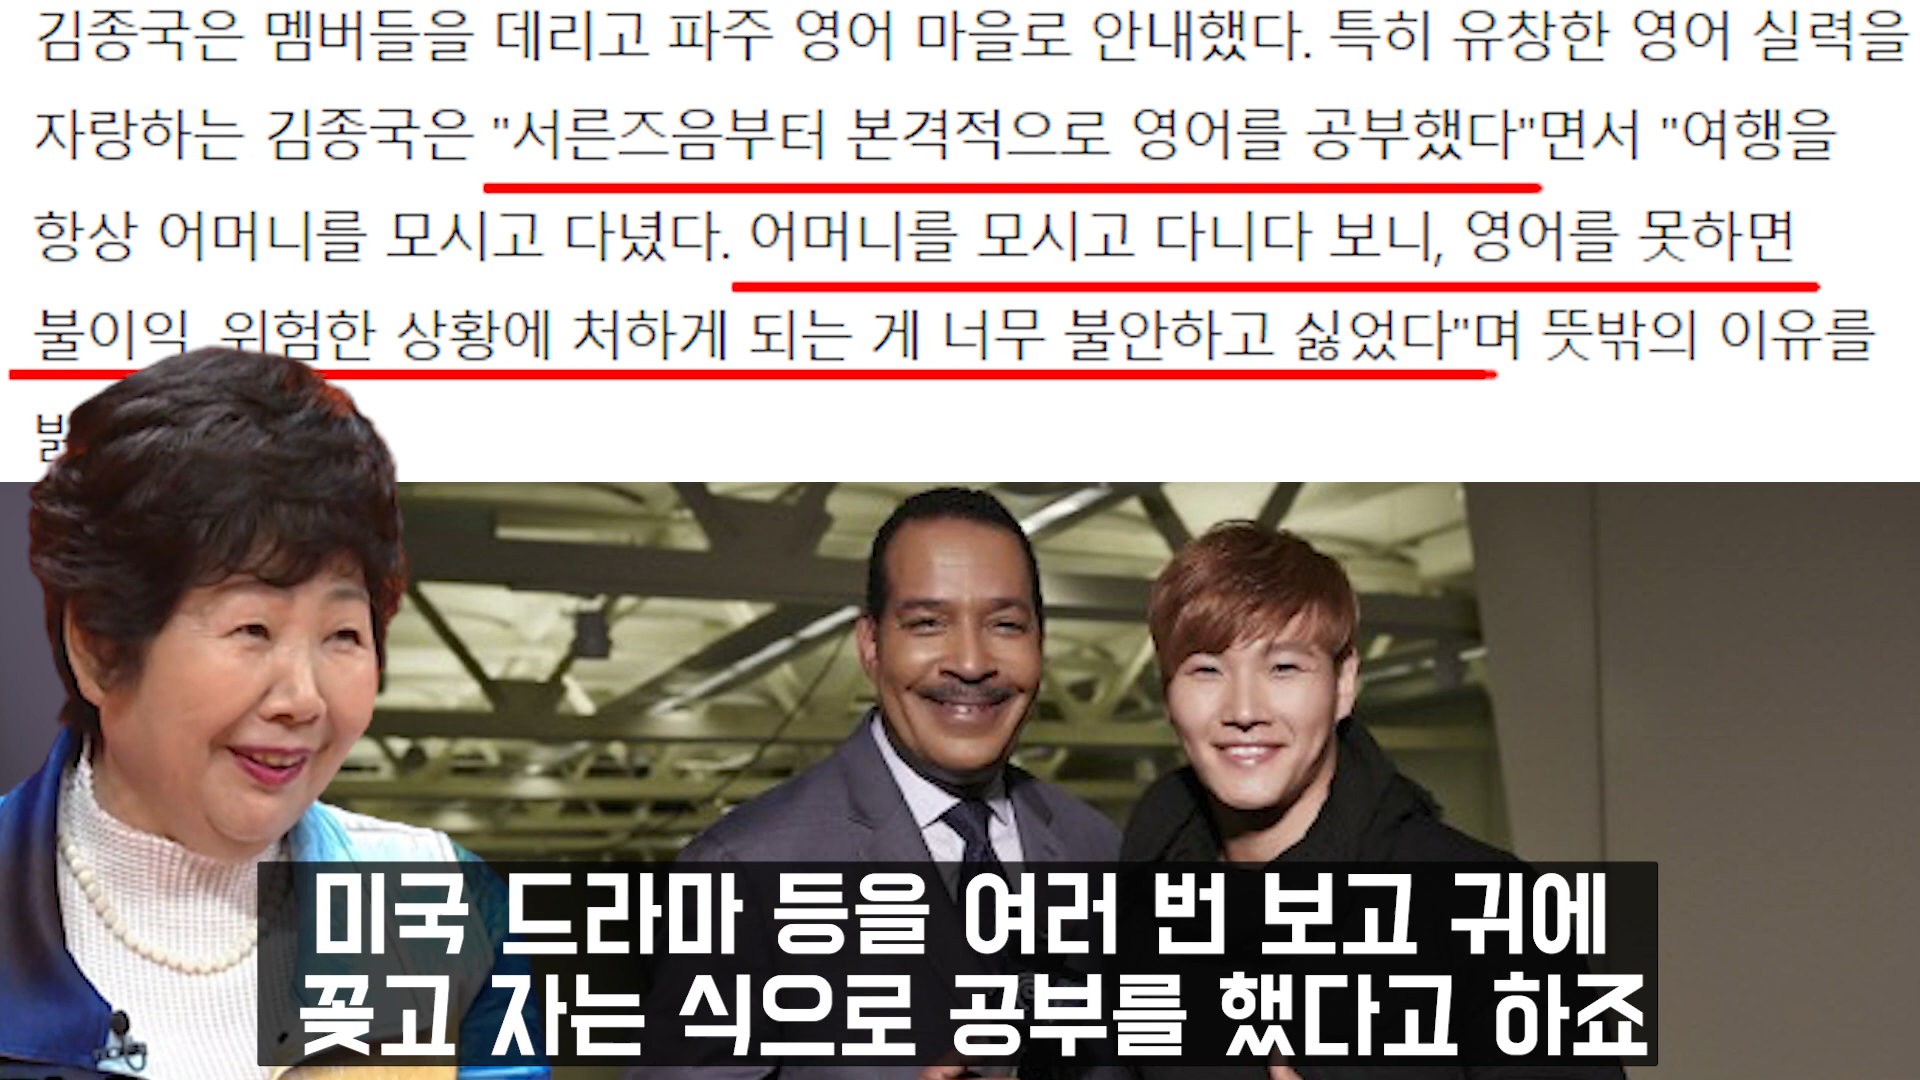 김종국은 멤버들을 데리고 파주 영어 마을로 안내했다. 특히 유창한 영어 실력을
자랑하는 김종국은 "서른즈음부터 본격적으로 영어를 공부했다"면서 "여행을
항상 어머니를 모시고 다녔다. 어머니를 모시고 다니다 보니, 영어를 못하면
불이익, 위험한 상황에 처하게 되는 게 너무 불안하고 싫었다"며 뜻밖의 이유를
미국 드라마 등을 여러 번 보고 귀에
꽂고 자는 식으로 공부를 했다고 하죠